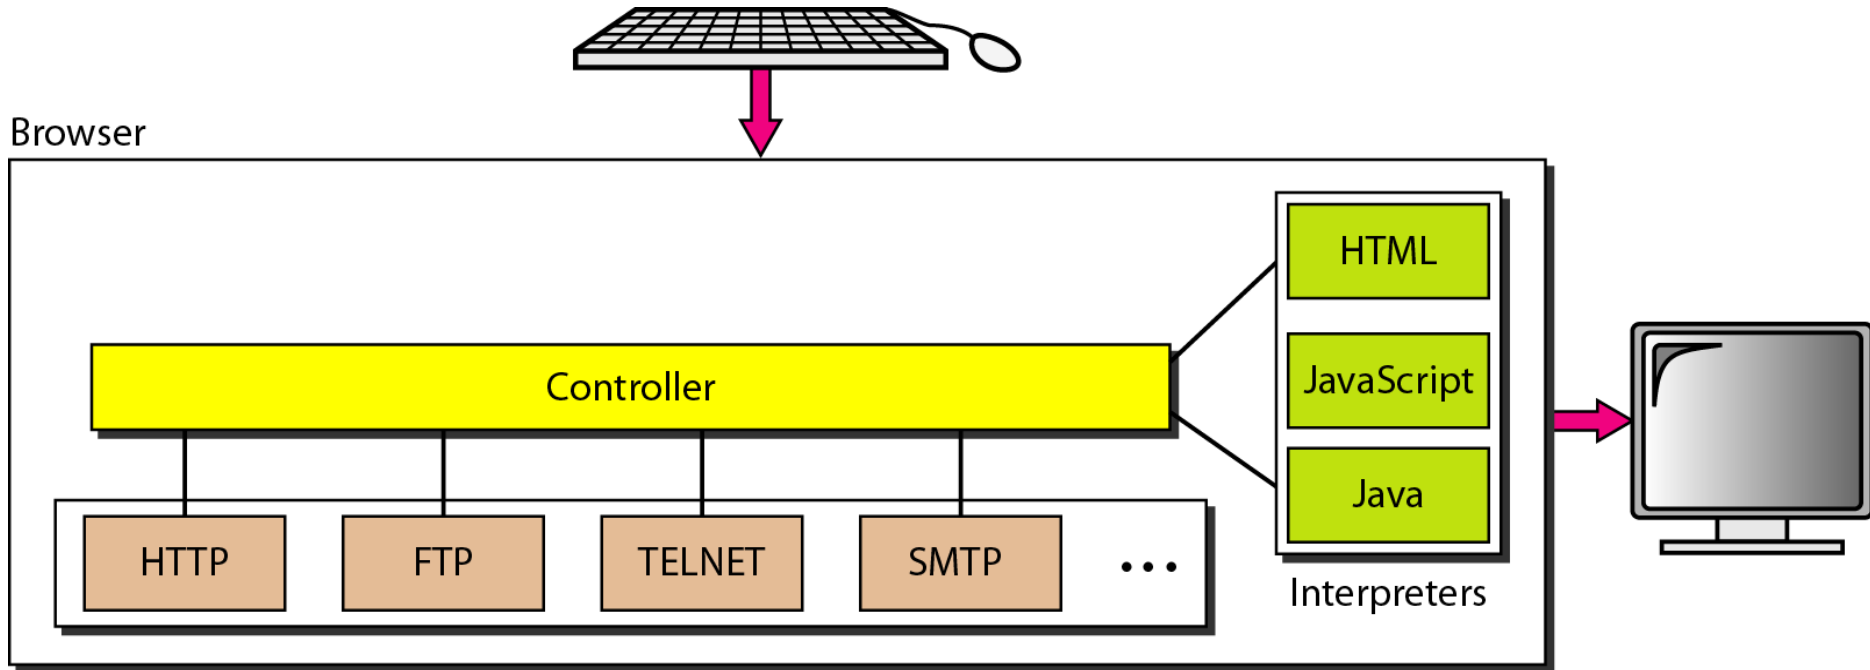 Browser
HTML
JavaScript
Controller
Java
HTTP
FTP
TELNET
SMTP
...
Interpreters